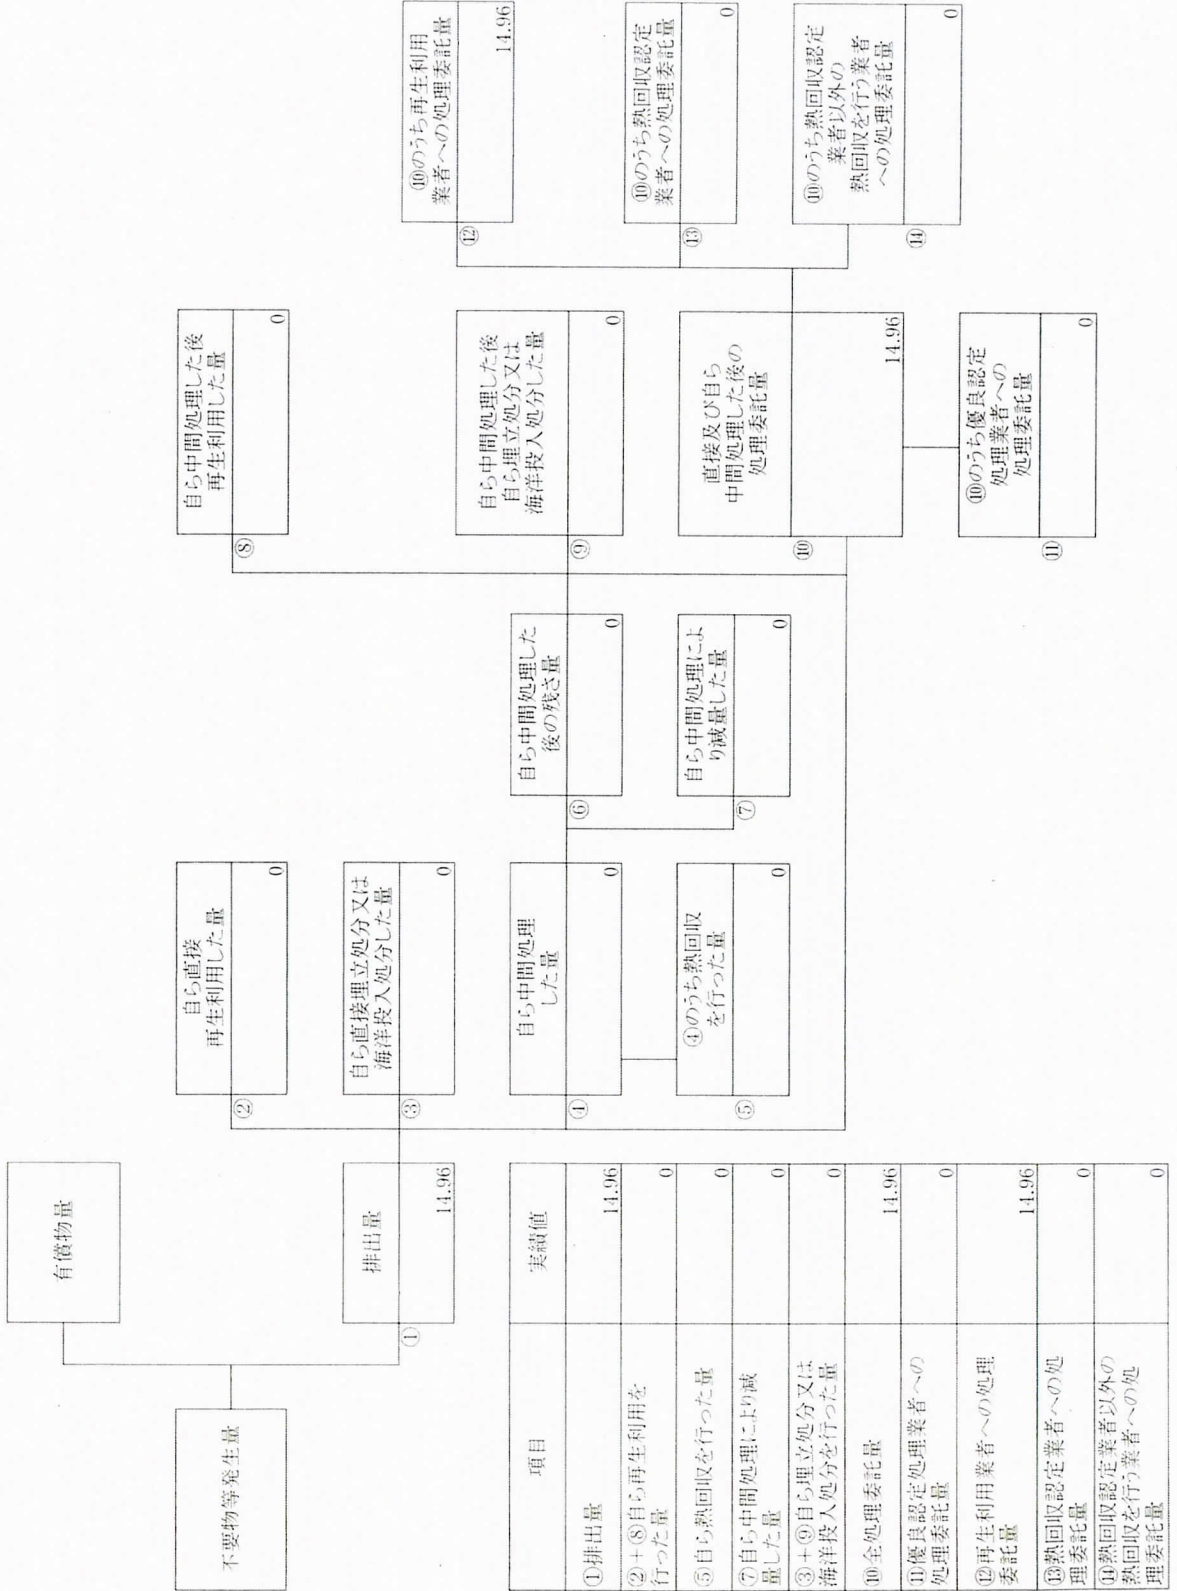 不要物等発生量
有償物量
排出量
①
14.96
自ら直接
再生利用した量
②
0
自ら直接埋立処分又は
海洋投入処分した量
③
0
自ら中間処理
した量
④
0
④のうち熱回収
を行った量
⑤
0
自ら中間処理した
後の残さ量
⑥
0
自ら中間処理によ
り減量した量
⑦
0
自ら中間処理した後
再生利用した量
⑧
0
自ら中間処理した後
自ら埋立処分又は
海洋投入処分した量
⑨
0
直接及び自ら
中間処理した後の
処理委託量
⑩
14.96
⑩のうち優良認定
処理業者への
処理委託量
⑪
0
⑩のうち再生利用
業者への処理委託量
⑫
14.96
⑩のうち熱回収認定
業者への処理委託量
⑬
0
⑩のうち熱回収認定
業者以外の
熱回収を行う業者
への処理委託量
⑭
0
項目 実績値
①排出量 14.96
②+⑧自ら再生利用を
行った量 0
⑤自ら熱回収を行った量 0
⑦自ら中間処理により減
量した量 0
③+⑨自ら埋立処分又は
海洋投入処分を行った量 0
⑩全処理委託量 14.96
⑪優良認定処理業者への
処理委託量 0
⑫再生利用業者への処理
委託量 14.96
⑬熱回収認定業者への処
理委託量 0
⑭熱回収認定業者以外の
熱回収を行う業者への処
理委託量 0